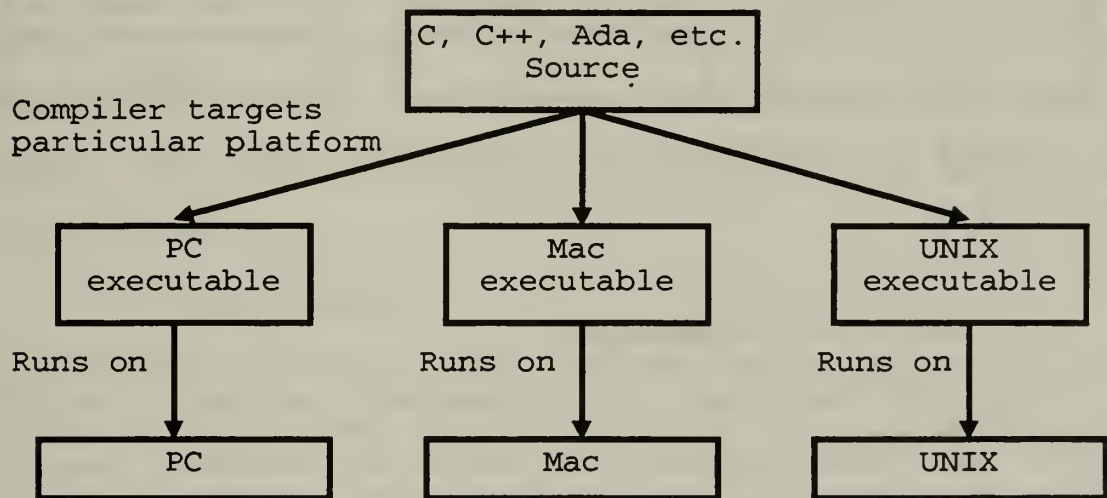 C, C++, Ada, etc.
Source
Compiler targets
particular platform
PC
executable
Mac
executable
UNIX
executable
Runs on
Runs on
Runs on
PC
Mac
UNIX